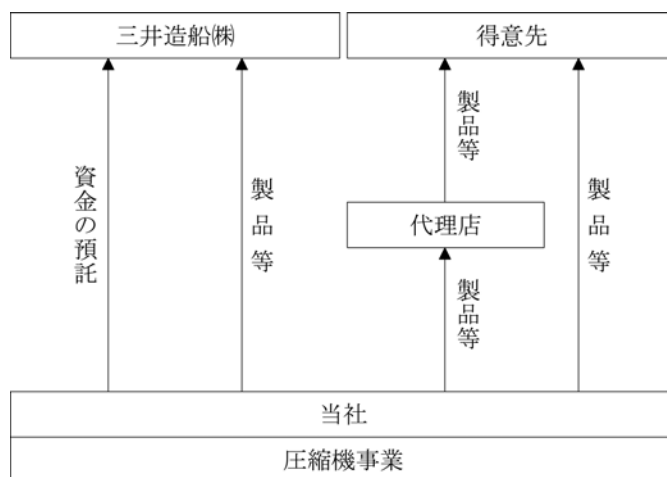 三井造船㈱
得意先
資金の預託
製品等
製品等
製品等
代理店
製品等
当社
圧縮機事業